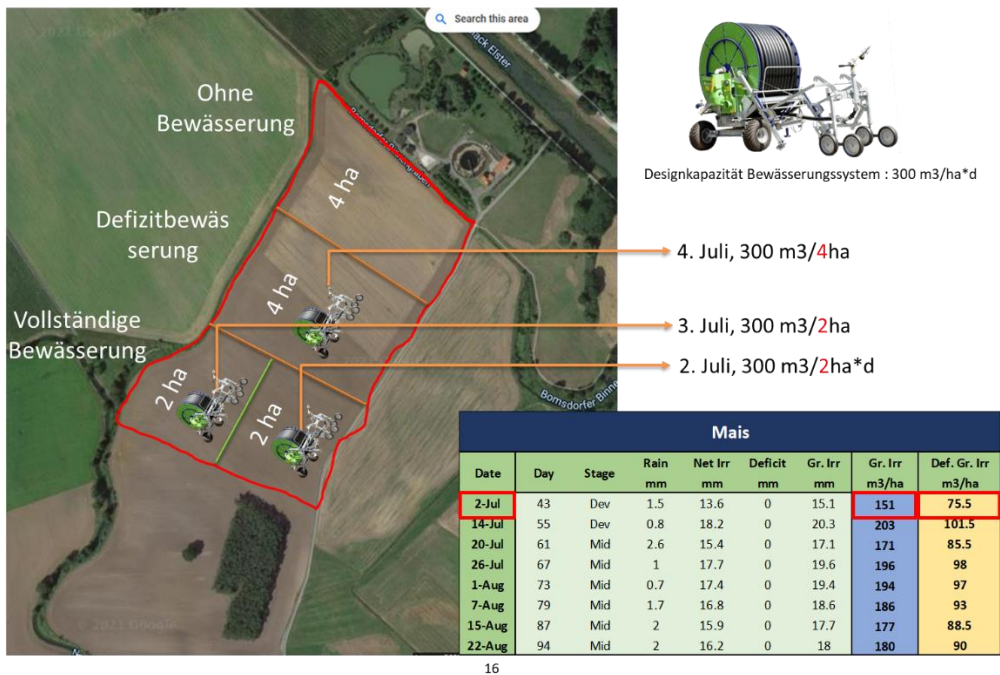 © 2021 Google
Search this area
ack Elster
Ohne
Bewässerung
Defizitbewäs
serung
Vollständige
Bewässerung
4 ha
4 ha
2 ha
2 ha
Bomsdorfer Binne
© 2021 Google
Designkapazität Bewässerungssystem : 300 m3/ha*d
4. Juli, 300 m3/4ha
3. Juli, 300 m3/2ha
2. Juli, 300 m3/2ha*d
Mais
Date Day Stage Rain mm Net Irr mm Deficit mm Gr. Irr mm Gr. Irr m3/ha Def. Gr. Irr m3/ha
2-Jul 43 Dev 1.5 13.6 0 15.1 151 75.5
14-Jul 55 Dev 0.8 18.2 0 20.3 203 101.5
20-Jul 61 Mid 2.6 15.4 0 17.1 171 85.5
26-Jul 67 Mid 1 17.7 0 19.6 196 98
1-Aug 73 Mid 0.7 17.4 0 19.4 194 97
7-Aug 79 Mid 1.7 16.8 0 18.6 186 93
15-Aug 87 Mid 2 15.9 0 17.7 177 88.5
22-Aug 94 Mid 2 16.2 0 18 180 90
16